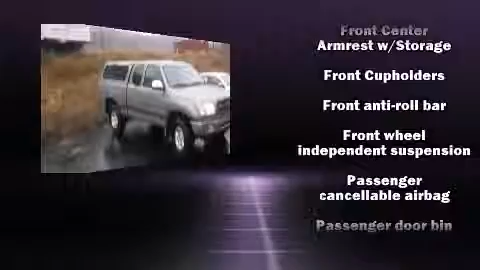 Front Center
Armrest w/Storage
Front Cupholders
Front anti-roll bar
Front wheel
independent suspension
Passenger
cancellable airbag
Passenger door bin